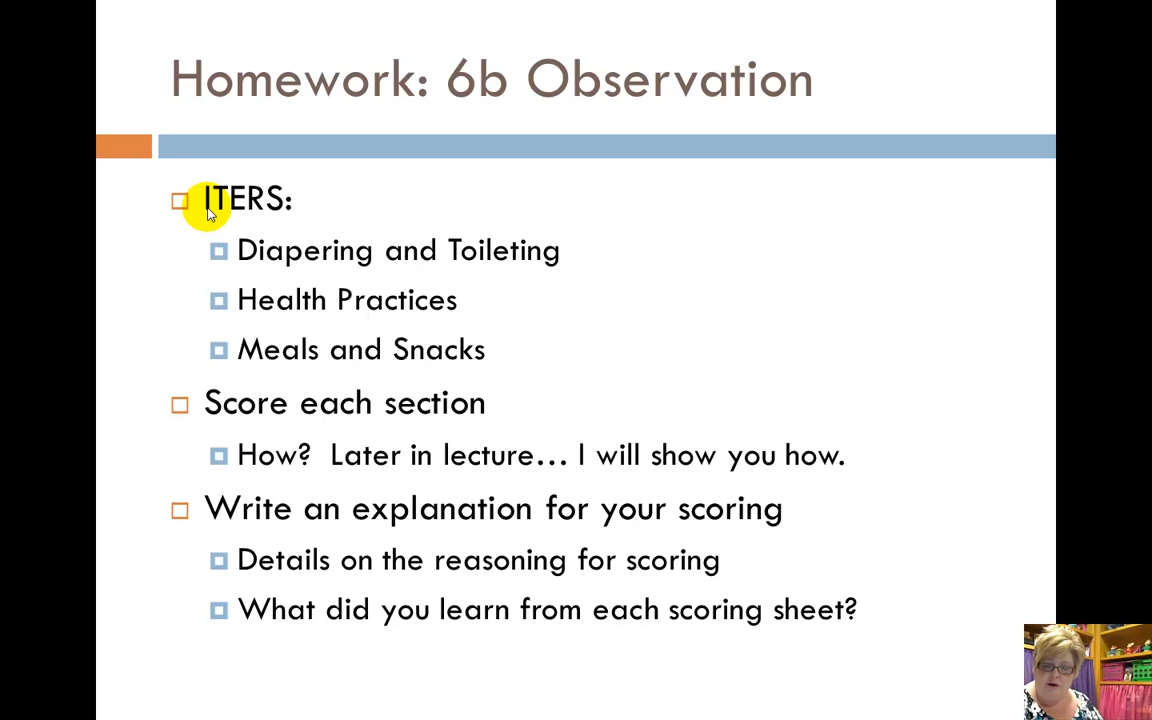 Homework: 6b Observation
ITERS:
Diapering and Toileting
Health Practices
Meals and Snacks
Score each section
How?  Later in lecture... I will show you how.
Write an explanation for your scoring
Details on the reasoning for scoring
What did you learn from each scoring sheet?